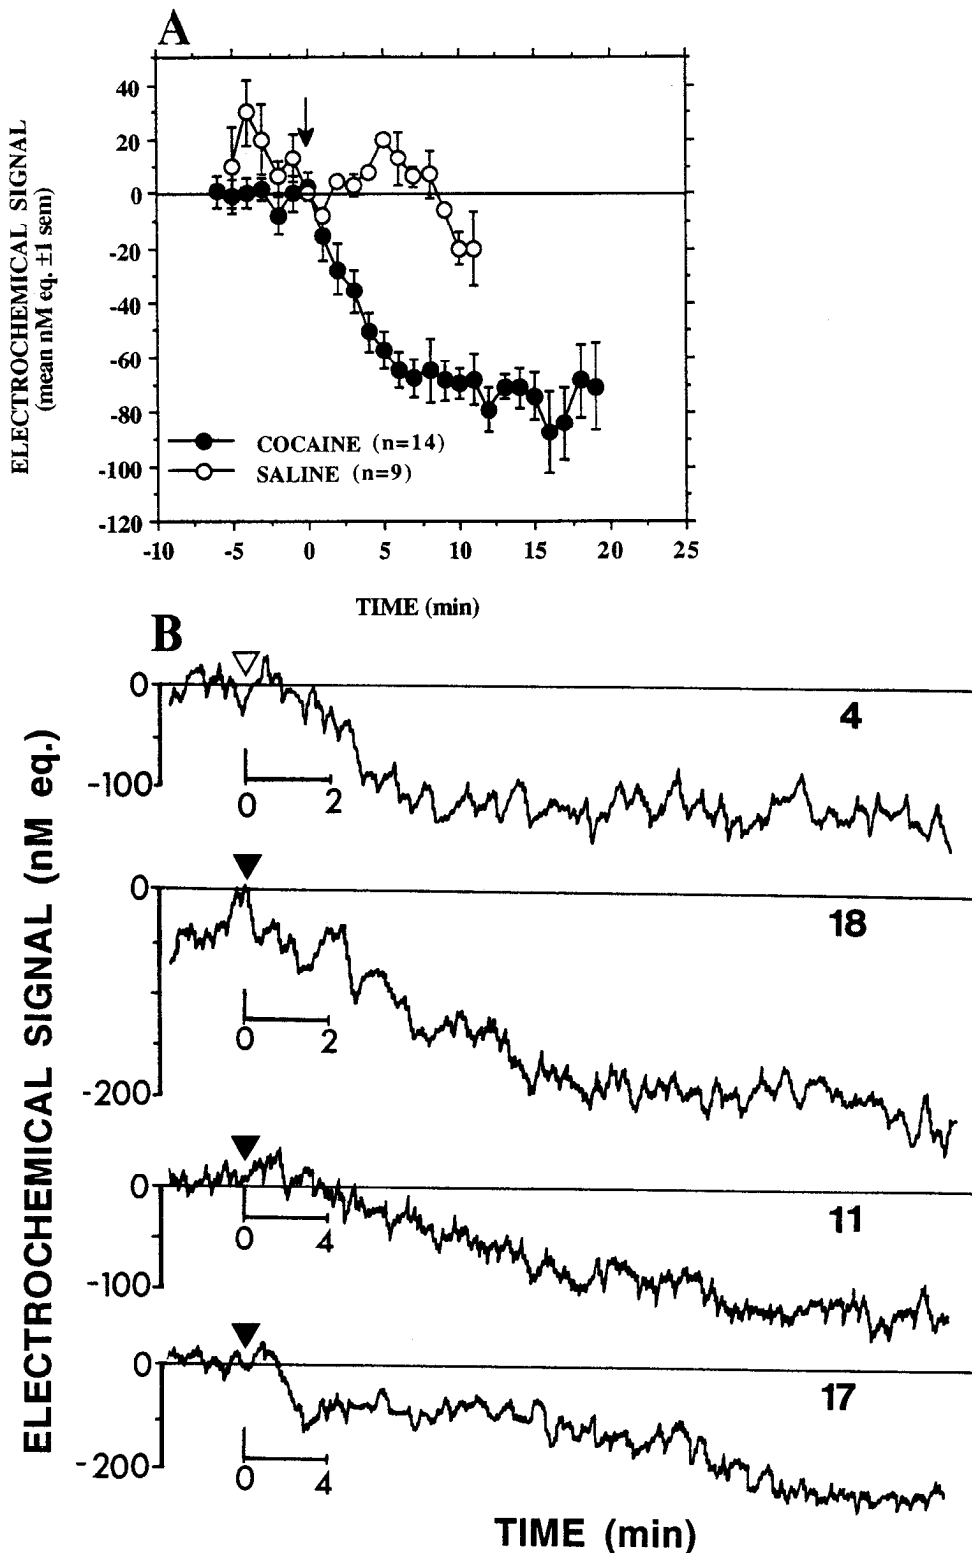 A
ELECTROCHEMICAL SIGNAL
(mean nM eq. ±1 sem)
40
20
0
-20
-40
-60
-80
-100
-120
COCAINE (n=14)
SALINE (n=9)
-10 -5 0 5 10 15 20 25
TIME (min)
B
ELECTROCHEMICAL SIGNAL (nM eq.)
0
4
-100
0 2
0
18
0 2
-200
0
11
0 4
-100
0
17
-200
0 4
TIME (min)